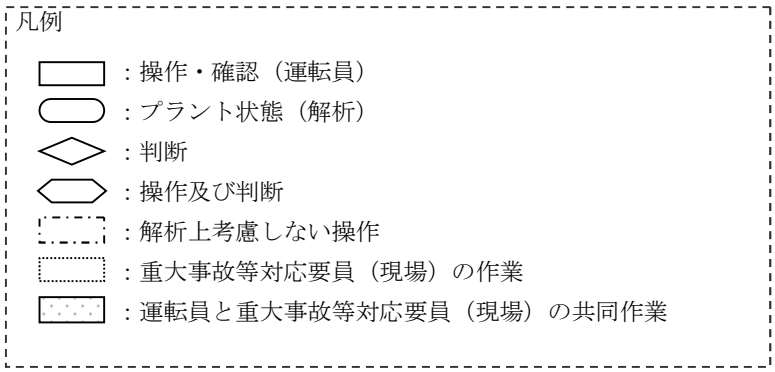 凡例
：操作・確認（運転員）
：プラント状態（解析）
：判断
：操作及び判断
：解析上考慮しない操作
：重大事故等対応要員（現場）の作業
：運転員と重大事故等対応要員（現場）の共同作業